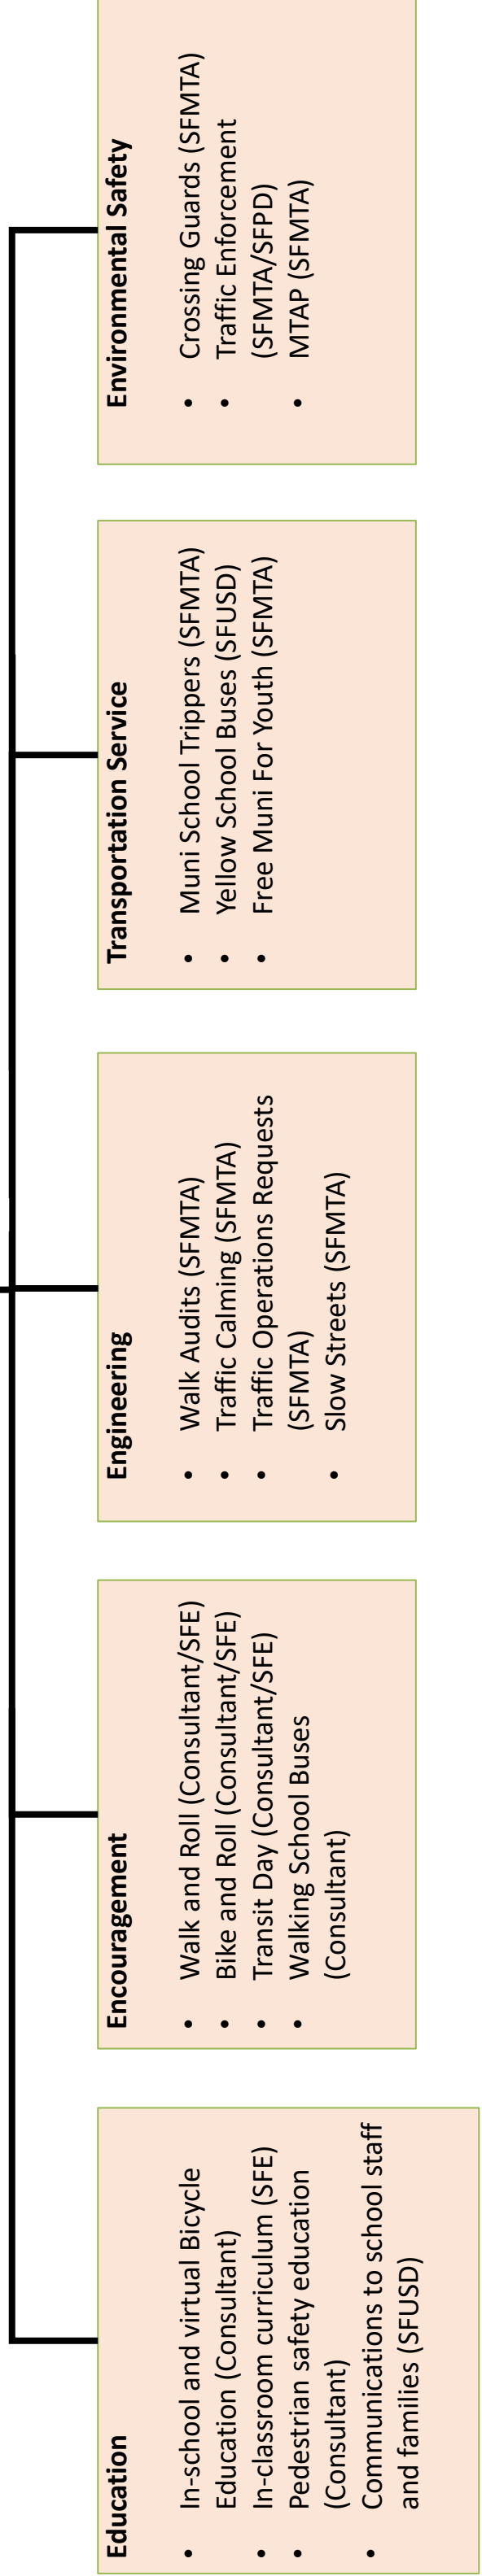 Education
• In-school and virtual Bicycle
Education (Consultant)
• In-classroom curriculum (SFE)
• Pedestrian safety education
(Consultant)
• Communications to school staff
and families (SFUSD)
Encouragement
• Walk and Roll (Consultant/SFE)
• Bike and Roll (Consultant/SFE)
• Transit Day (Consultant/SFE)
• Walking School Buses
(Consultant)
Engineering
• Walk Audits (SFMTA)
• Traffic Calming (SFMTA)
• Traffic Operations Requests
(SFMTA)
• Slow Streets (SFMTA)
Transportation Service
• Muni School Trippers (SFMTA)
• Yellow School Buses (SFUSD)
• Free Muni For Youth (SFMTA)
Environmental Safety
• Crossing Guards (SFMTA)
• Traffic Enforcement
(SFMTA/SFPD)
• MTAP (SFMTA)